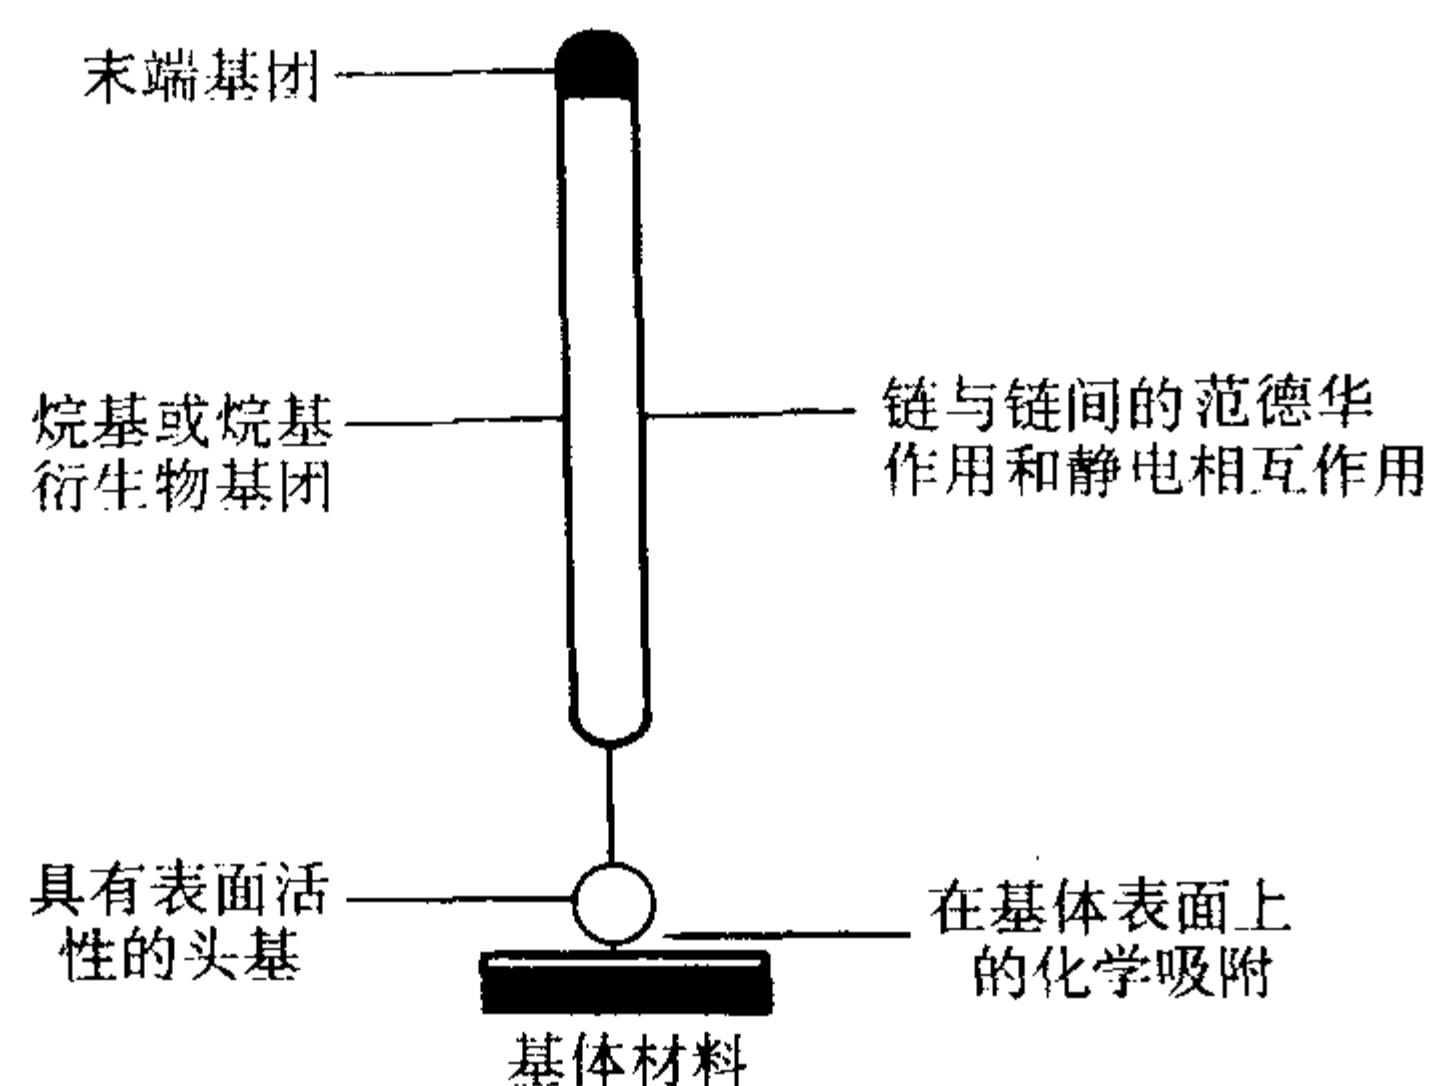 末端基团
烷基或烷基
衍生物基团
链与链间的范德华
作用和静电相互作用
具有表面活
性的头基
在基体表面上
的化学吸附
基体材料